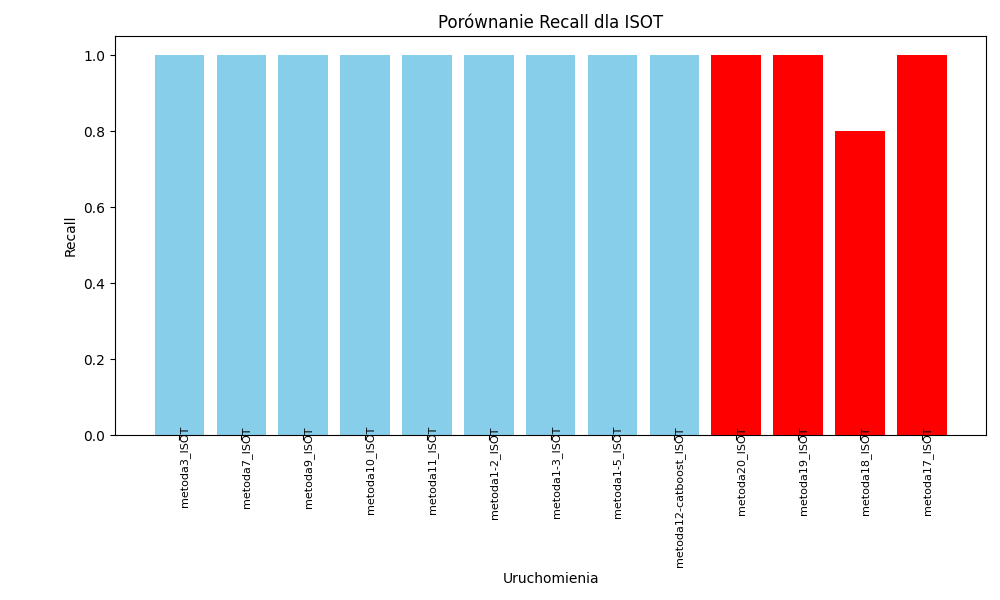 Porównanie Recall dla ISOT
Recall
1.0
0.8
0.6
0.4
0.2
0.0
metoda3_ISOT
metoda7_ISOT
metoda9_ISOT
metoda10_ISOT
metoda11_ISOT
metoda1-2_ISOT
metoda1-3_ISOT
metoda1-5_ISOT
metoda12-catboost_ISOT
metoda20_ISOT
metoda19_ISOT
metoda18_ISOT
metoda17_ISOT
Uruchomienia